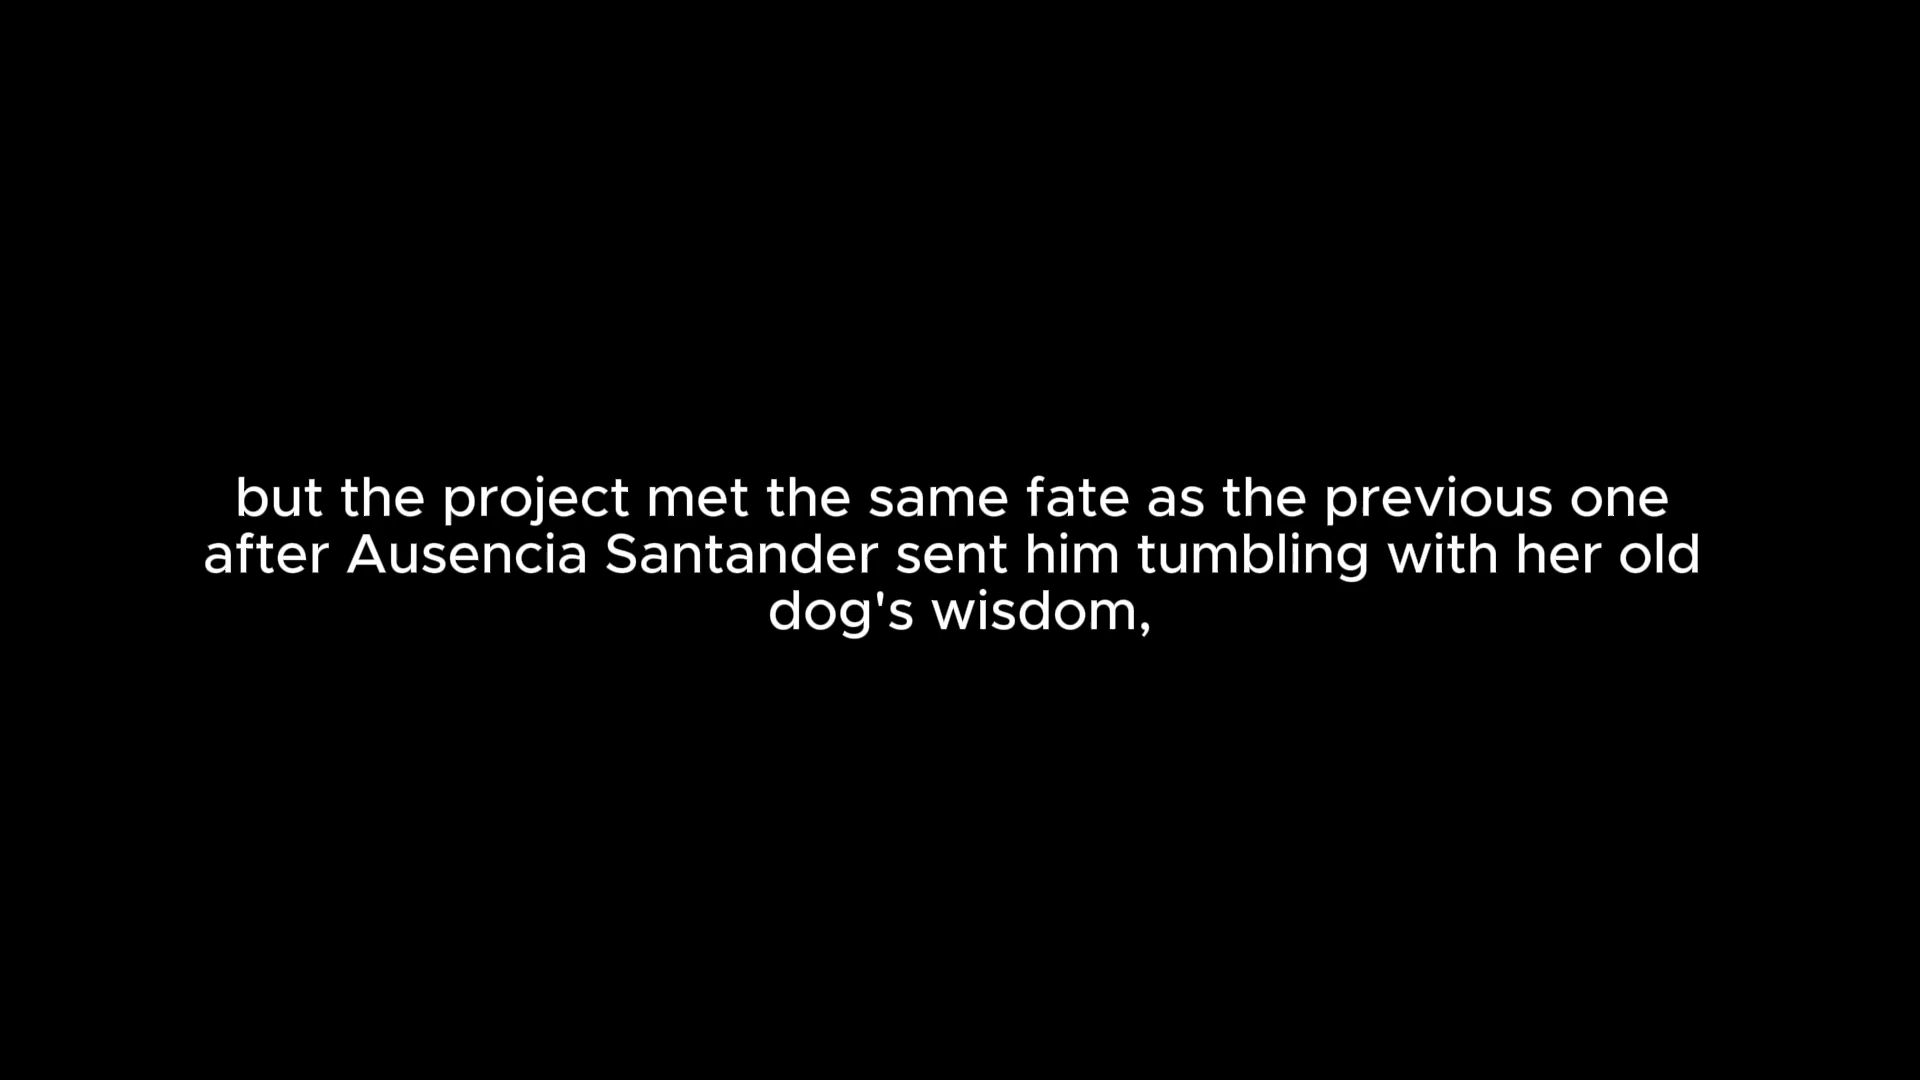 but the project met the same fate as the previous one
after Ausencia Santander sent him tumbling with her old
dog's wisdom,